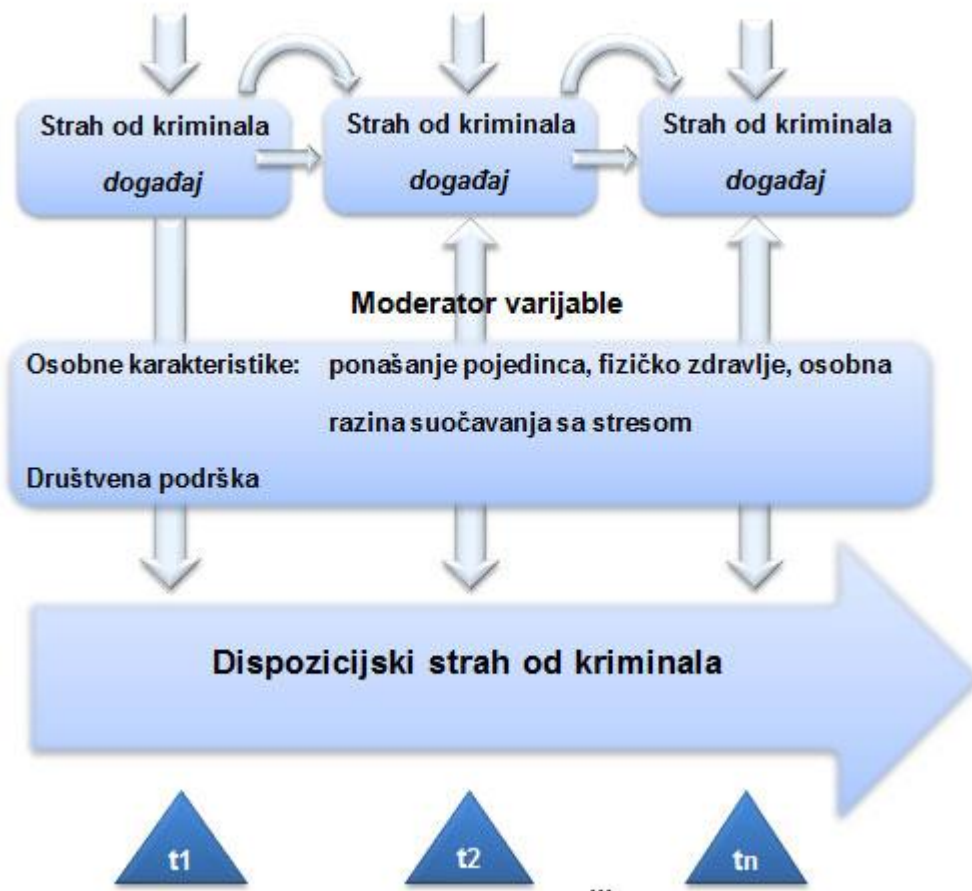 Strah od kriminala
događaj
Strah od kriminala
događaj
Strah od kriminala
događaj
Moderator varijable
Osobne karakteristike: ponašanje pojedinca, fizičko zdravlje, osobna
razina suočavanja sa stresom
Društvena podrška
Dispozicijski strah od kriminala
t1
t2
tn